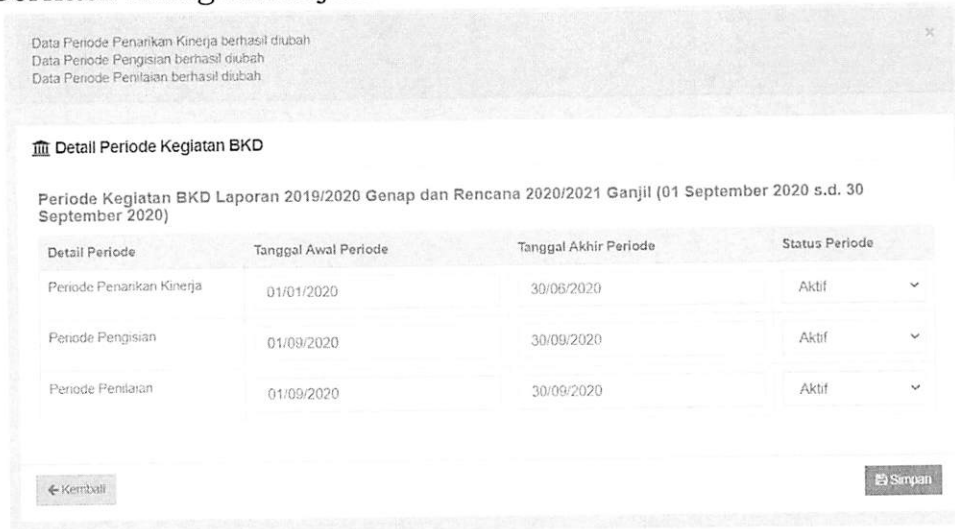 Data Periode Penarikan Kinerja berhasil diubah
Data Periode Pengisian berhasil diubah
Data Periode Penilaian berhasil diubah
×
Detail Periode Kegiatan BKD
Periode Kegiatan BKD Laporan 2019/2020 Genap dan Rencana 2020/2021 Ganjil (01 September 2020 s.d. 30
September 2020)
Detail Periode Tanggal Awal Periode Tanggal Akhir Periode Status Periode
Periode Penarikan Kinerja 01/01/2020 30/06/2020 Aktif
Periode Pengisian 01/09/2020 30/09/2020 Aktif
Periode Penilaian 01/09/2020 30/09/2020 Aktif
← Kembali Simpan